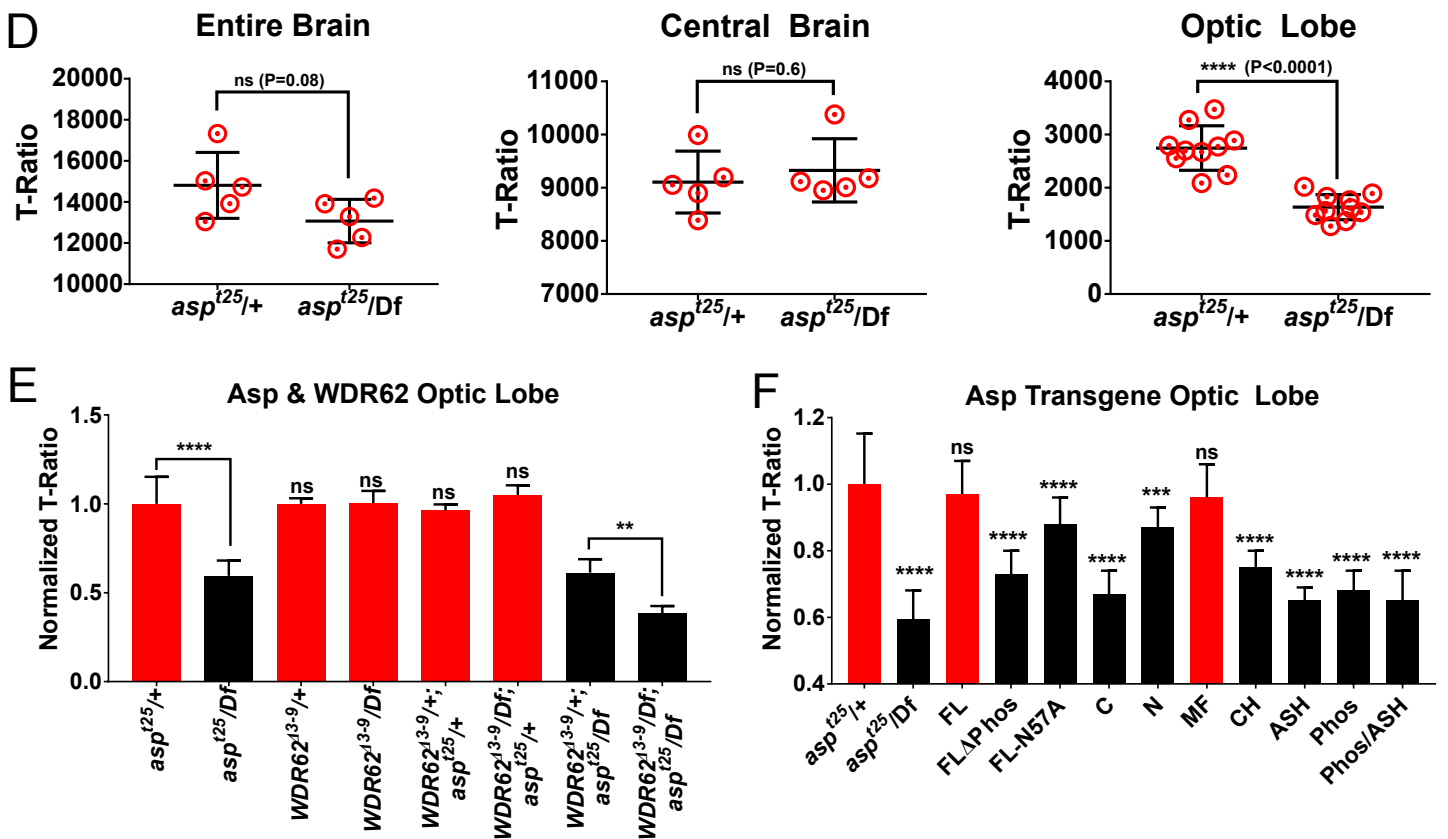 D
Entire Brain
ns (P=0.08)
T-Ratio
20000
18000
16000
14000
12000
10000
asp^t25/+
asp^t25/Df
Central Brain
ns (P=0.6)
T-Ratio
11000
10000
9000
8000
7000
asp^t25/+
asp^t25/Df
Optic Lobe
**** (P<0.0001)
T-Ratio
4000
3000
2000
1000
0
asp^t25/+
asp^t25/Df
E
Asp & WDR62 Optic Lobe
Normalized T-Ratio
1.5
1.0
0.5
0.0
****
ns
ns
ns
ns
**
asp^t25/+
asp^t25/Df
WDR62^Δ3-9/+
WDR62^Δ3-9/Df
WDR62^Δ3-9/+;
asp^t25/+
WDR62^Δ3-9/Df;
asp^t25/+
WDR62^Δ3-9/+;
asp^t25/Df
WDR62^Δ3-9/Df;
asp^t25/Df
F
Asp Transgene Optic Lobe
Normalized T-Ratio
1.2
1.0
0.8
0.6
0.4
****
ns
****
****
****
***
ns
****
****
****
****
asp^t25/+
asp^t25/Df
FL
FLΔPhos
FL-N57A
C
N
MF
CH
ASH
Phos
Phos/ASH